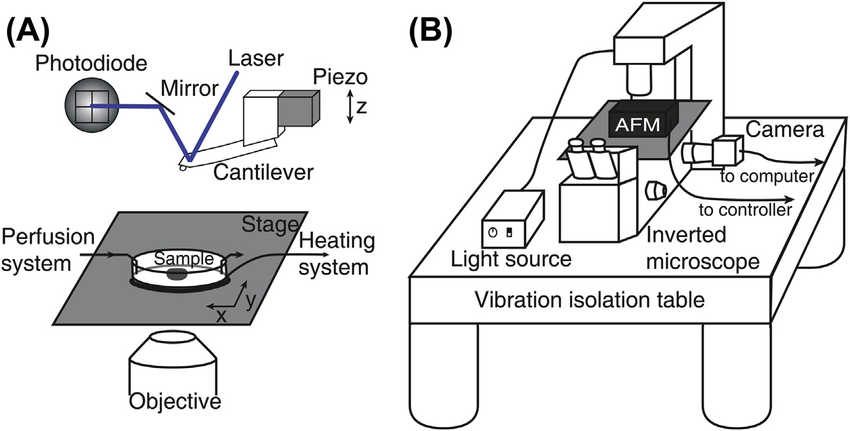 (A)
Photodiode
Laser
Mirror
Piezo
z
Cantilever
Stage
Perfusion
system
Sample
Heating
system
y
x
Objective
(B)
AFM
Camera
to computer
to controller
Inverted
microscope
Light source
Vibration isolation table